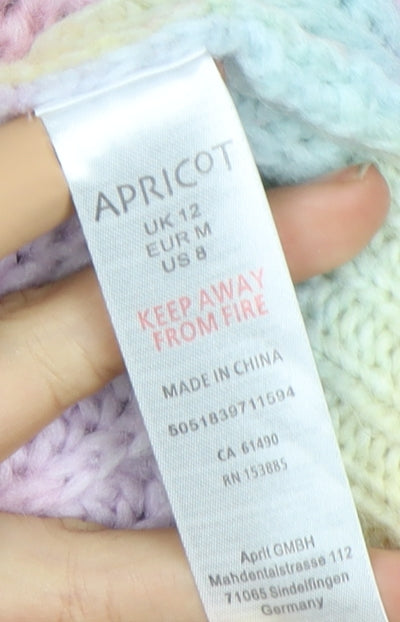 APRICOT
UK 12
EUR M
US 8
KEEP AWAY
FROM FIRE
MADE IN CHINA
5051839711594
CA 61490
RN 153885
April GMBH
Mahdentalstrasse 112
71065 Sindelfingen
Germany